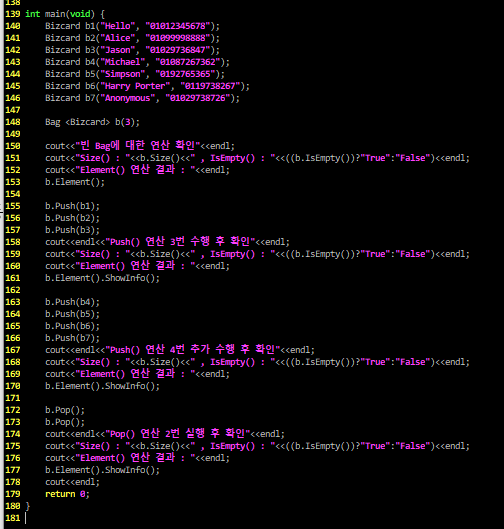 138
139 int main(void) {
140     Bizcard b1("Hello", "01012345678");
141     Bizcard b2("Alice", "01099998888");
142     Bizcard b3("Jason", "01029736847");
143     Bizcard b4("Michael", "01087267362");
144     Bizcard b5("Simpson", "0192765365");
145     Bizcard b6("Harry Porter", "0119738267");
146     Bizcard b7("Anonymous", "01029738726");
147
148     Bag <Bizcard> b(3);
149
150     cout<<"빈 Bag에 대한 연산 확인"<<endl;
151     cout<<"Size() : "<<b.Size()<<" , IsEmpty() : "<<((b.IsEmpty())?"True":"False")<<endl;
152     cout<<"Element() 연산 결과 : "<<endl;
153     b.Element();
154
155     b.Push(b1);
156     b.Push(b2);
157     b.Push(b3);
158     cout<<endl<<"Push() 연산 3번 수행 후 확인"<<endl;
159     cout<<"Size() : "<<b.Size()<<" , IsEmpty() : "<<((b.IsEmpty())?"True":"False")<<endl;
160     cout<<"Element() 연산 결과 : "<<endl;
161     b.Element().ShowInfo();
162
163     b.Push(b4);
164     b.Push(b5);
165     b.Push(b6);
166     b.Push(b7);
167     cout<<endl<<"Push() 연산 4번 추가 수행 후 확인"<<endl;
168     cout<<"Size() : "<<b.Size()<<" , IsEmpty() : "<<((b.IsEmpty())?"True":"False")<<endl;
169     cout<<"Element() 연산 결과 : "<<endl;
170     b.Element().ShowInfo();
171
172     b.Pop();
173     b.Pop();
174     cout<<endl<<"Pop() 연산 2번 실행 후 확인"<<endl;
175     cout<<"Size() : "<<b.Size()<<" , IsEmpty() : "<<((b.IsEmpty())?"True":"False")<<endl;
176     cout<<"Element() 연산 결과 : "<<endl;
177     b.Element().ShowInfo();
178     cout<<endl;
179     return 0;
180 }
181